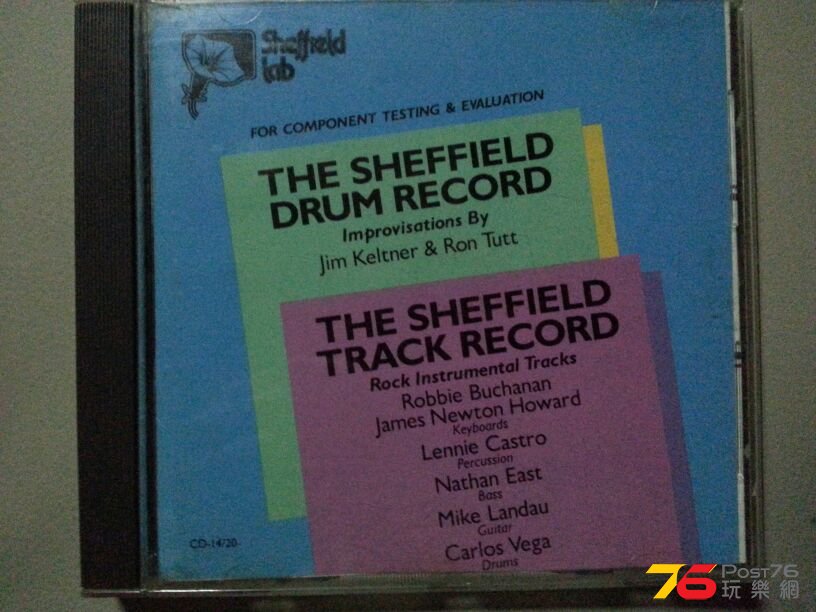 Sheffield
lab
FOR COMPONENT TESTING & EVALUATION
THE SHEFFIELD
DRUM RECORD
Improvisations By
Jim Keltner & Ron Tutt
THE SHEFFIELD
TRACK RECORD
Rock Instrumental Tracks
Robbie Buchanan
James Newton Howard
Keyboards
Lennie Castro
Percussion
Nathan East
Bass
Mike Landau
Guitar
Carlos Vega
Drums
CD-14/20
76 Post76
玩樂網